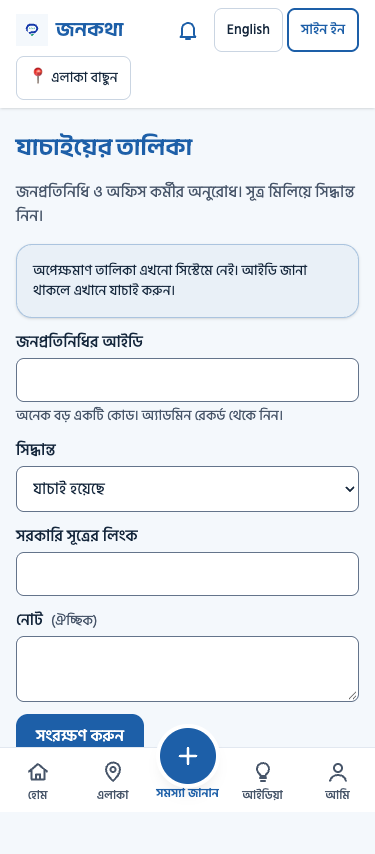 জনকথা
English
সাইন ইন
এলাকা বাছুন
যাচাইয়ের তালিকা
জনপ্রতিনিধি ও অফিস কর্মীর অনুরোধ। সূত্র মিলিয়ে সিদ্ধান্ত
নিন।
অপেক্ষমাণ তালিকা এখনো সিস্টেমে নেই। আইডি জানা
থাকলে এখানে যাচাই করুন।
জনপ্রতিনিধির আইডি
অনেক বড় একটি কোড। অ্যাডমিন রেকর্ড থেকে নিন।
সিদ্ধান্ত
যাচাই হয়েছে
সরকারি সূত্রের লিংক
নোট (ঐচ্ছিক)
সংরক্ষণ করুন
হোম
এলাকা
সমস্যা জানান
আইডিয়া
আমি